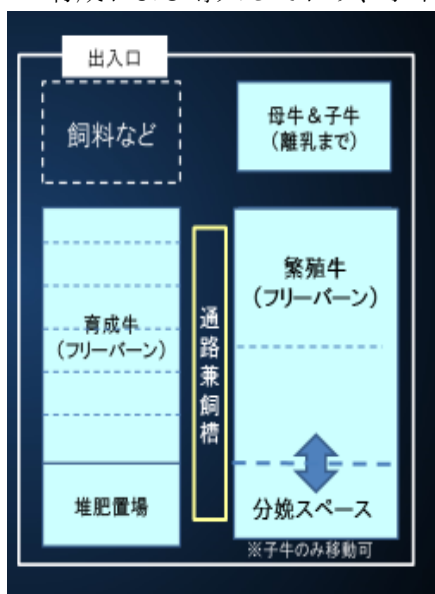 出入口
飼料など
母牛＆子牛
(離乳まで)
育成牛
(フリーバーン)
通路兼飼槽
繁殖牛
(フリーバーン)
堆肥置場
分娩スペース
※子牛のみ移動可